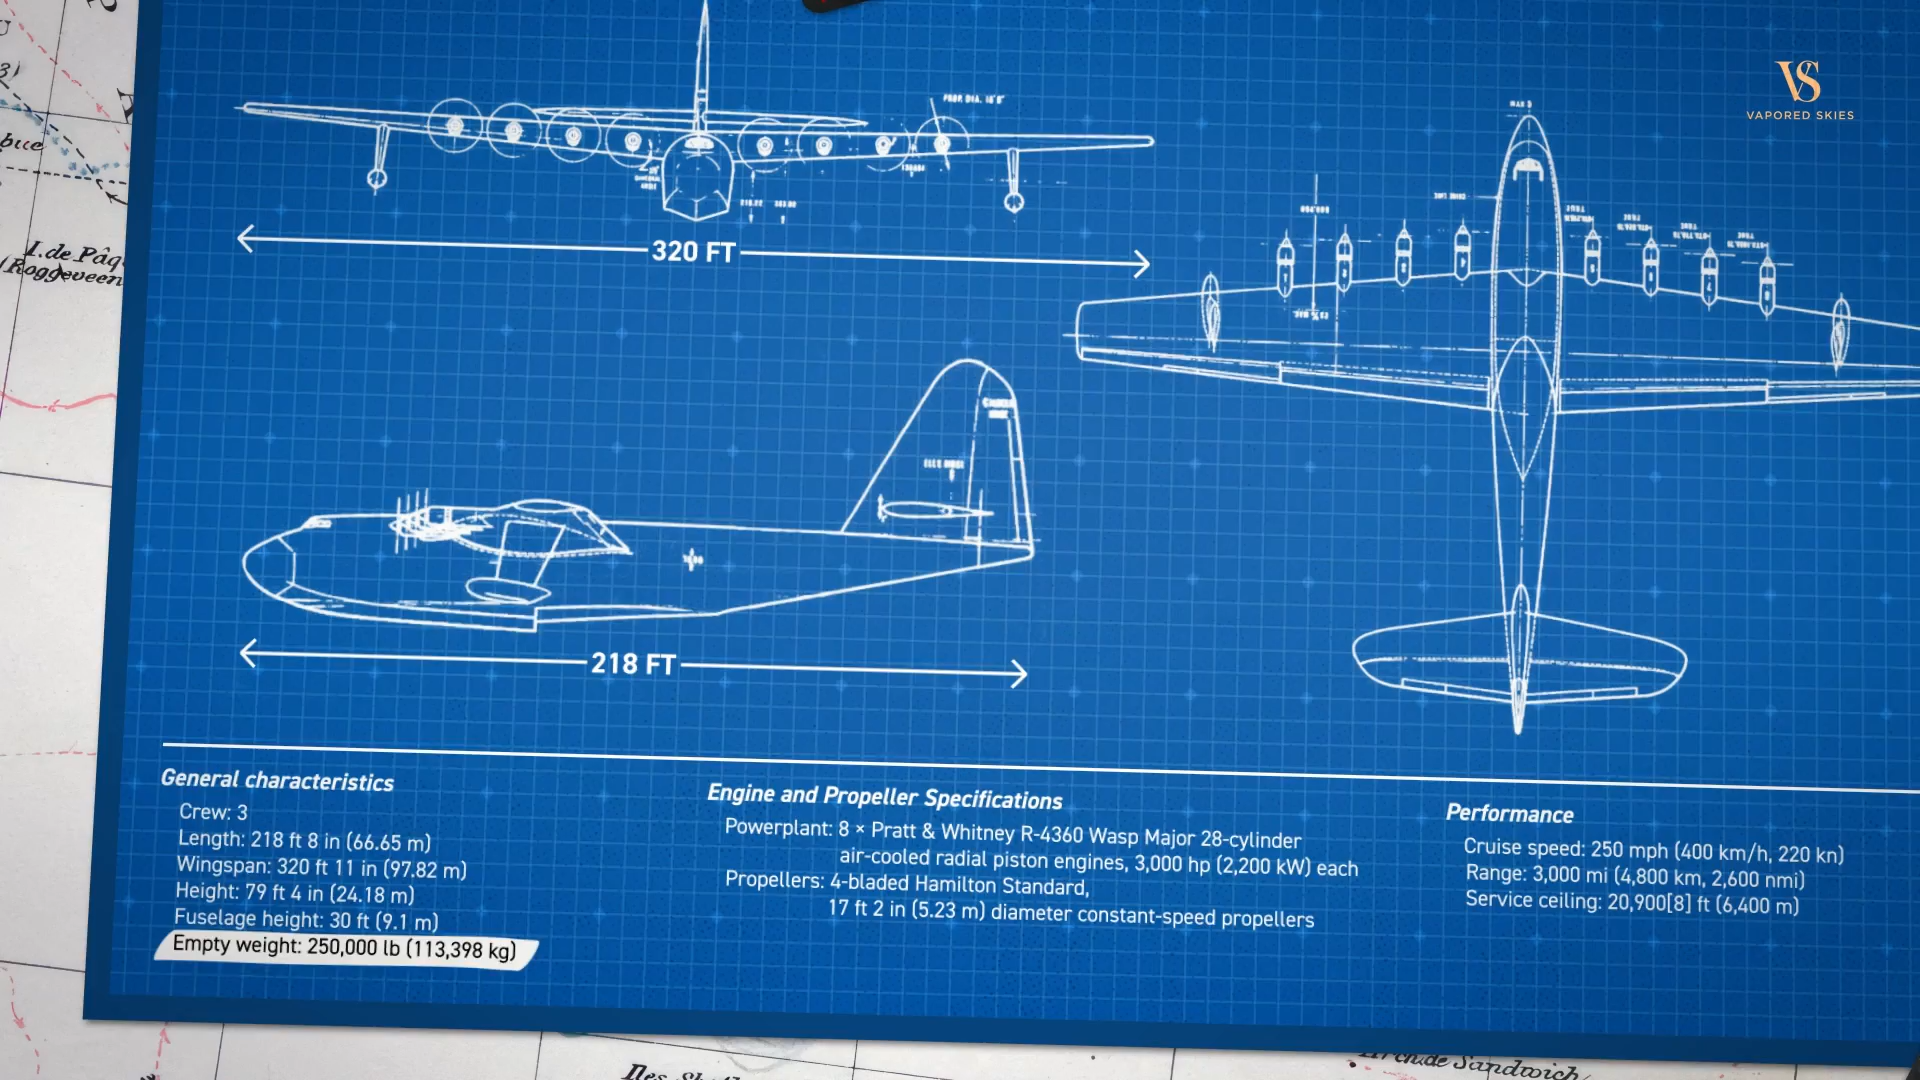 VS
VAPORED SKIES
PROP. DIA.
320 FT
218 FT
General characteristics
Crew: 3
Length: 218 ft 8 in (66.65 m)
Wingspan: 320 ft 11 in (97.82 m)
Height: 79 ft 4 in (24.18 m)
Fuselage height: 30 ft (9.1 m)
Empty weight: 250,000 lb (113,398 kg)
Engine and Propeller Specifications
Powerplant: 8 × Pratt & Whitney R-4360 Wasp Major 28-cylinder
air-cooled radial piston engines, 3,000 hp (2,200 kW) each
Propellers: 4-bladed Hamilton Standard,
17 ft 2 in (5.23 m) diameter constant-speed propellers
Performance
Cruise speed: 250 mph (400 km/h, 220 kn)
Range: 3,000 mi (4,800 km, 2,600 nmi)
Service ceiling: 20,900[8] ft (6,400 m)
I. de Pâq
(Roggeveen
bue
Iles
Sandwich